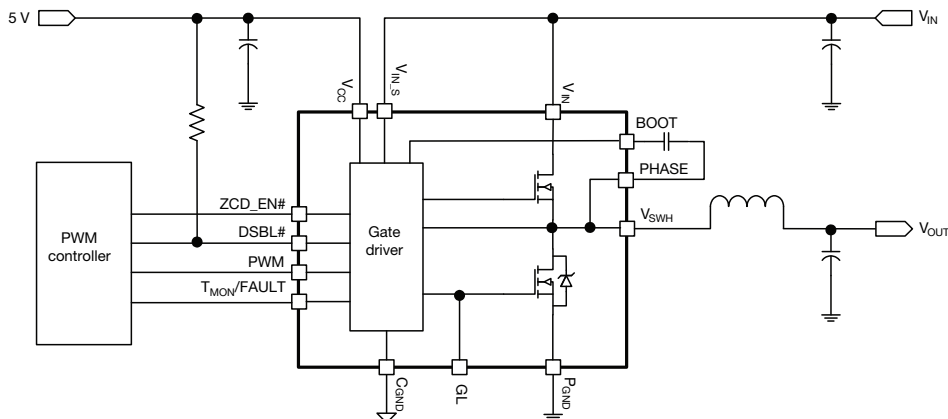 5 V
V_IN
V_CC
V_IN_S
V_IN
BOOT
PHASE
PWM
controller
ZCD_EN#
DSBL#
PWM
T_MON/FAULT
Gate
driver
V_SWH
V_OUT
C_GND
GL
P_GND